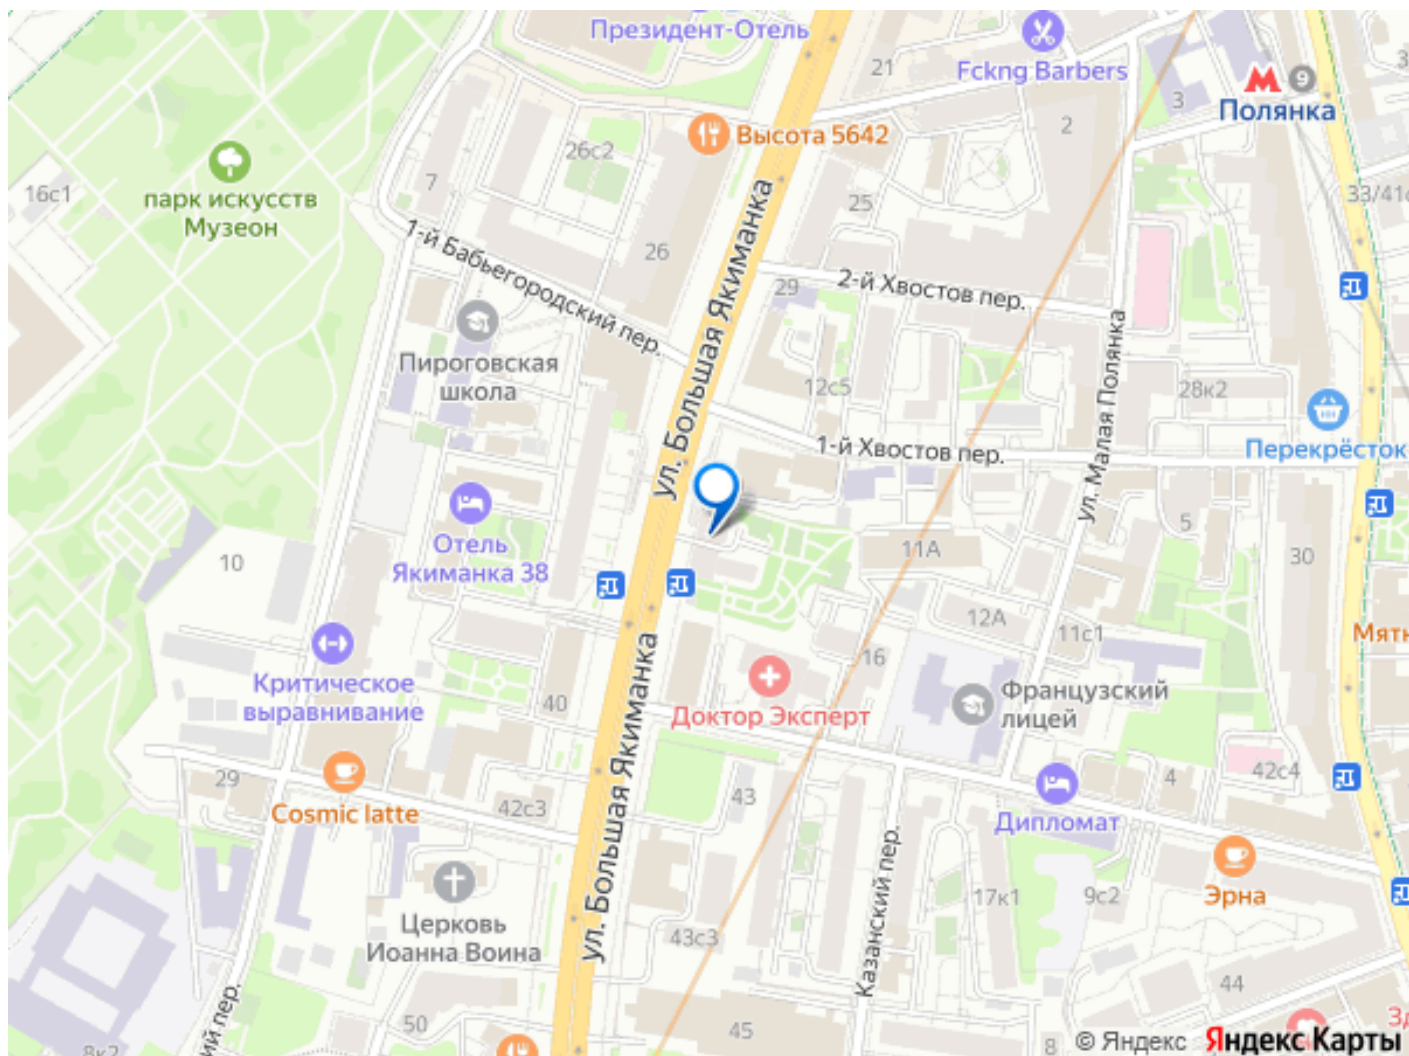 Президент-Отель
21
Fckng Barbers
9
3
Полянка
Высота 5642
2
26с2
7
16с1
парк искусств
Музеон
25
33/41с
1-й Бабьегородский пер.
26
ул. Большая Якиманка
2-й Хвостов пер.
29
Пироговская
школа
12с5
ул. Малая Полянка
28к2
Перекрёсток
1-й Хвостов пер.
5
Отель
Якиманка 38
10
11А
30
12А
11с1
16
Критическое
выравнивание
40
Доктор Эксперт
Французский
лицей
29
Cosmic latte
42с3
43
4
42с4
Дипломат
ул. Большая Якиманка
Казанский пер.
17к1
9с2
Эрна
Церковь
Иоанна Воина
43с3
44
50
45
8
8к2
© Яндекс Яндекс Карты